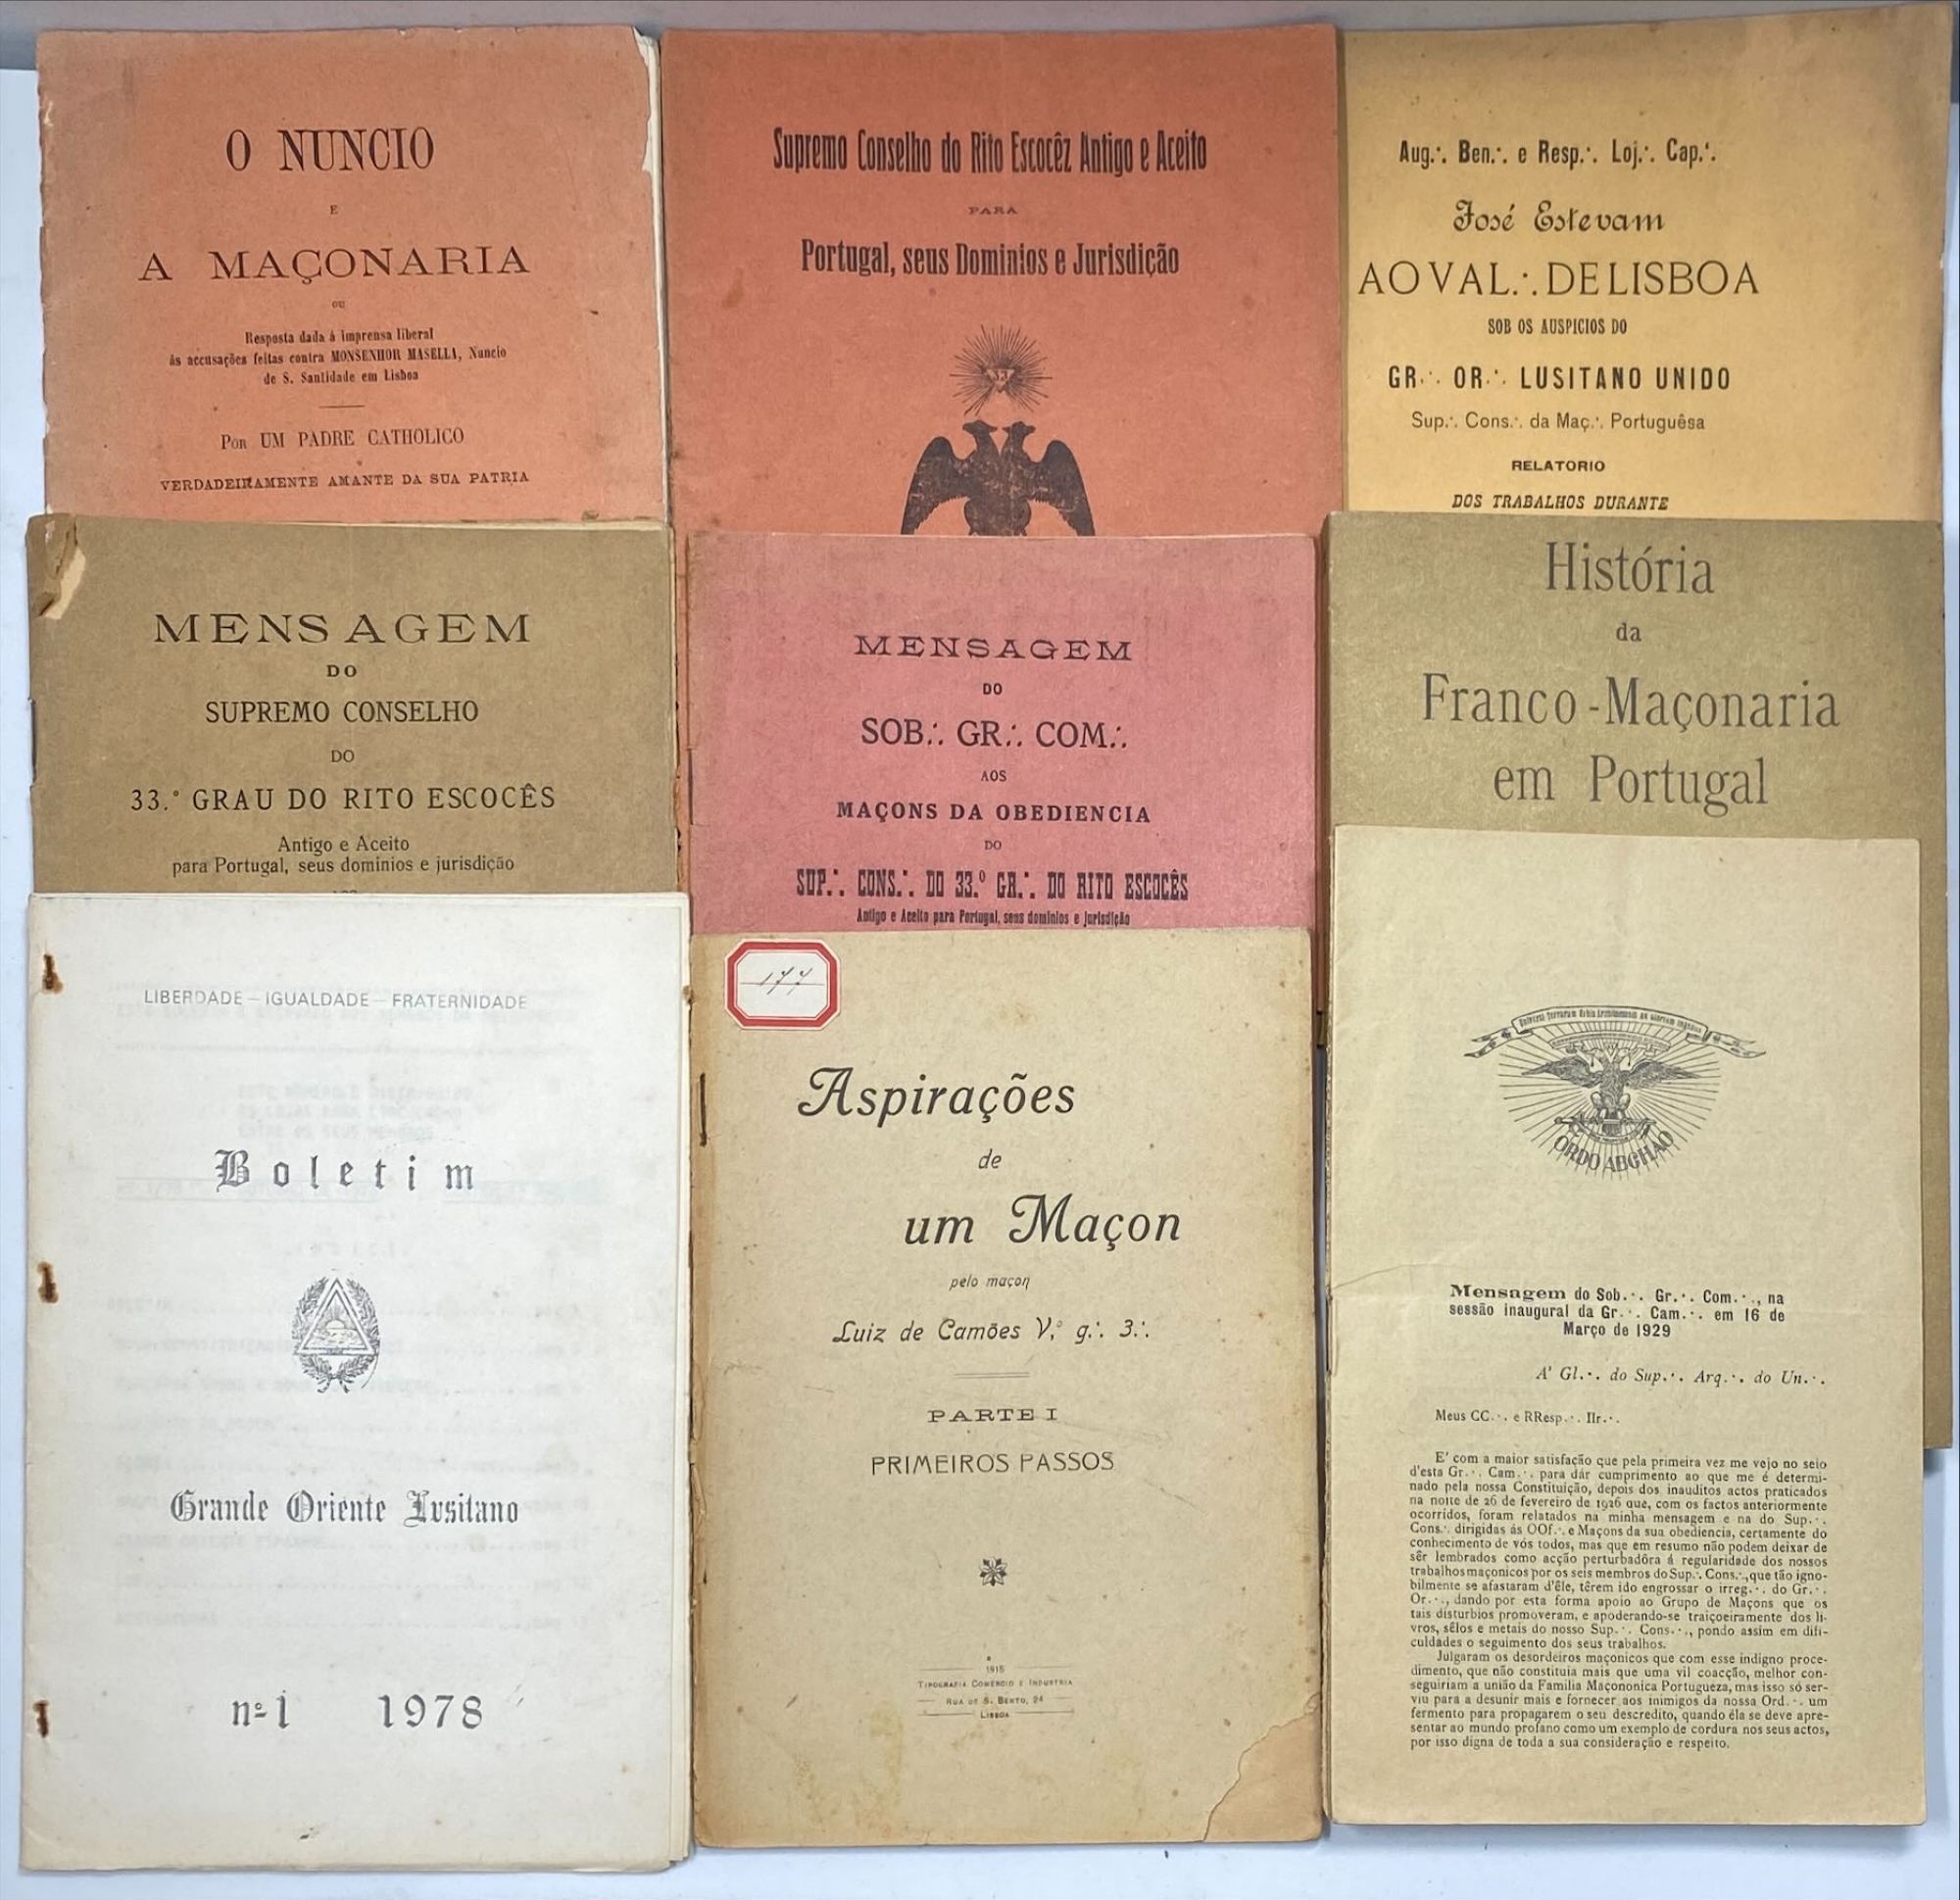 O NUNCIO
E
A MAÇONARIA
OU
Resposta dada á imprensa liberal
ás accusações feitas contra MONSENHOR MASELLA, Nuncio
de S. Santidade em Lisboa
Por UM PADRE CATHOLICO
VERDADEIRAMENTE AMANTE DA SUA PATRIA
Supremo Conselho do Rito Escocêz Antigo e Aceito
PARA
Portugal, seus Dominios e Jurisdição
33
Aug.·. Ben.·. e Resp.·. Loj.·. Cap.·.
José Estevam
AO VAL.·. DE LISBOA
SOB OS AUSPICIOS DO
GR.·. OR.·. LUSITANO UNIDO
Sup.·. Cons.·. da Maç.·. Portuguêsa
RELATORIO
DOS TRABALHOS DURANTE
MENSAGEM
DO
SUPREMO CONSELHO
DO
33.º GRAU DO RITO ESCOCÊS
Antigo e Aceito
para Portugal, seus dominios e jurisdição
MENSAGEM
DO
SOB.·. GR.·. COM.·.
AOS
MAÇONS DA OBEDIENCIA
DO
SUP.·. CONS.·. DO 33.º GR.·. DO RITO ESCOCÊS
Antigo e Aceito para Portugal, seus dominios e jurisdição
História
da
Franco-Maçonaria
em Portugal
LIBERDADE — IGUALDADE — FRATERNIDADE
Boletim
Grande Oriente Lusitano
nº 1 1978
177
Aspirações
de
um Maçon
pelo maçon
Luiz de Camões V.º g.·. 3.·.
PARTE I
PRIMEIROS PASSOS
1915
TIPOGRAFIA COMÉRCIO E INDUSTRIA
RUA DE S. BENTO, 24
LISBOA
ORDO AB CHAO
Mensagem do Sob.·. Gr.·. Com.·., na
sessão inaugural da Gr.·. Cam.·. em 16 de
Março de 1929
A' Gl.·. do Sup.·. Arq.·. do Un.·.
Meus CC.·. e RResp.·. IIr.·.
E' com a maior satisfação que pela primeira vez me vejo no seio
d'esta Gr.·. Cam.·. para dár cumprimento ao que me é determi-
nado pela nossa Constituição, depois dos inauditos actos praticados
na noite de 26 de fevereiro de 1926 que, com os factos anteriormente
ocorridos, foram relatados na minha mensagem e na do Sup.·.
Cons.·. dirigidas ás OOf.·. e Maçons da sua obediencia, certamente do
conhecimento de vós todos, mas que em resumo não podem deixar de
sêr lembrados como acção perturbadôra á regularidade dos nossos
trabalhos maçonicos por os seis membros do Sup.·. Cons.·., que tão igno-
bilmente se afastaram d'êle, têrem ido engrossar o irreg.·. do Gr.·.
Or.·., dando por esta forma apoio ao Grupo de Maçons que os
tais disturbios promoveram, e apoderando-se traiçoeiramente dos li-
vros, sêlos e metais do nosso Sup.·. Cons.·., pondo assim em difi-
culdades o seguimento dos seus trabalhos.
Julgaram os desordeiros maçonicos que com esse indigno proce-
dimento, que não constituia mais que uma vil coacção, melhor con-
seguiriam a união da Familia Maçononica Portugueza, mas isso só ser-
viu para a desunir mais e fornecer aos inimigos da nossa Ord.·. um
fermento para propagarem o seu descredito, quando éla se deve apre-
sentar ao mundo profano como um exemplo de cordura nos seus actos,
por isso digna de toda a sua consideração e respeito.